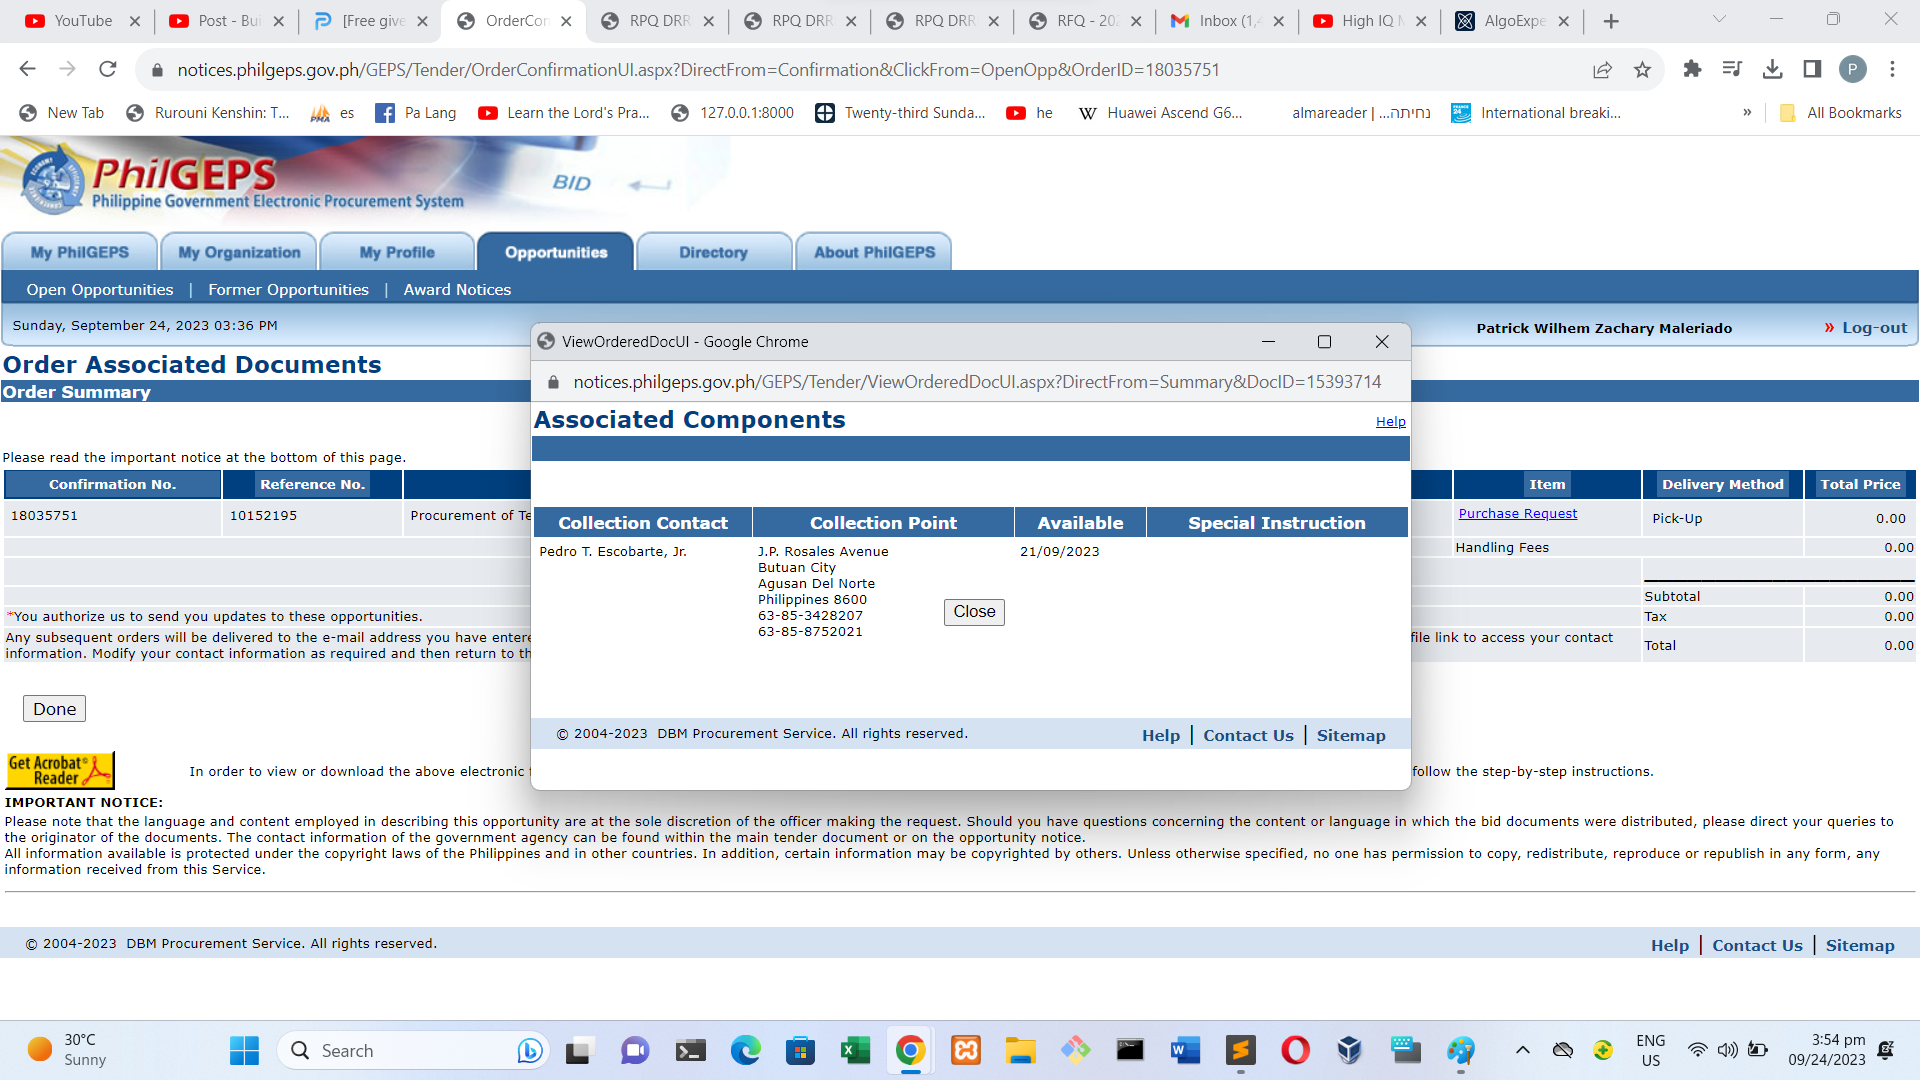 YouTube
Post - Bui
[Free give
OrderCon
RPQ DRR
RPQ DRR
RPQ DRR
RFQ - 202
Inbox (1,4
High IQ M
AlgoExpe
notices.philgeps.gov.ph/GEPS/Tender/OrderConfirmationUI.aspx?DirectFrom=Confirmation&ClickFrom=OpenOpp&OrderID=18035751
P
New Tab
Rurouni Kenshin: T...
es
Pa Lang
Learn the Lord's Pra...
127.0.0.1:8000
Twenty-third Sunda...
he
Huawei Ascend G6...
almareader | ...נחיתה
International breaki...
»
All Bookmarks
PhilGEPS
Philippine Government Electronic Procurement System
BID
My PhilGEPS
My Organization
My Profile
Opportunities
Directory
About PhilGEPS
Open Opportunities | Former Opportunities | Award Notices
Sunday, September 24, 2023 03:36 PM
Patrick Wilhem Zachary Maleriado
» Log-out
Order Associated Documents
Order Summary
Please read the important notice at the bottom of this page.
Confirmation No.
Reference No.
Item
Delivery Method
Total Price
18035751
10152195
Procurement of Te
Purchase Request
Pick-Up
0.00
Handling Fees
0.00
Subtotal
0.00
*You authorize us to send you updates to these opportunities.
Tax
0.00
Any subsequent orders will be delivered to the e-mail address you have entere
file link to access your contact
information. Modify your contact information as required and then return to th
Total
0.00
Done
Get Acrobat®
Reader
In order to view or download the above electronic
follow the step-by-step instructions.
IMPORTANT NOTICE:
Please note that the language and content employed in describing this opportunity are at the sole discretion of the officer making the request. Should you have questions concerning the content or language in which the bid documents were distributed, please direct your queries to
the originator of the documents. The contact information of the government agency can be found within the main tender document or on the opportunity notice.
All information available is protected under the copyright laws of the Philippines and in other countries. In addition, certain information may be copyrighted by others. Unless otherwise specified, no one has permission to copy, redistribute, reproduce or republish in any form, any
information received from this Service.
© 2004-2023 DBM Procurement Service. All rights reserved.
Help | Contact Us | Sitemap
ViewOrderedDocUI - Google Chrome
notices.philgeps.gov.ph/GEPS/Tender/ViewOrderedDocUI.aspx?DirectFrom=Summary&DocID=15393714
Associated Components
Help
Collection Contact
Collection Point
Available
Special Instruction
Pedro T. Escobarte, Jr.
J.P. Rosales Avenue
Butuan City
Agusan Del Norte
Philippines 8600
63-85-3428207
63-85-8752021
21/09/2023
Close
© 2004-2023 DBM Procurement Service. All rights reserved.
Help | Contact Us | Sitemap
30°C
Sunny
Search
ENG
US
3:54 pm
09/24/2023